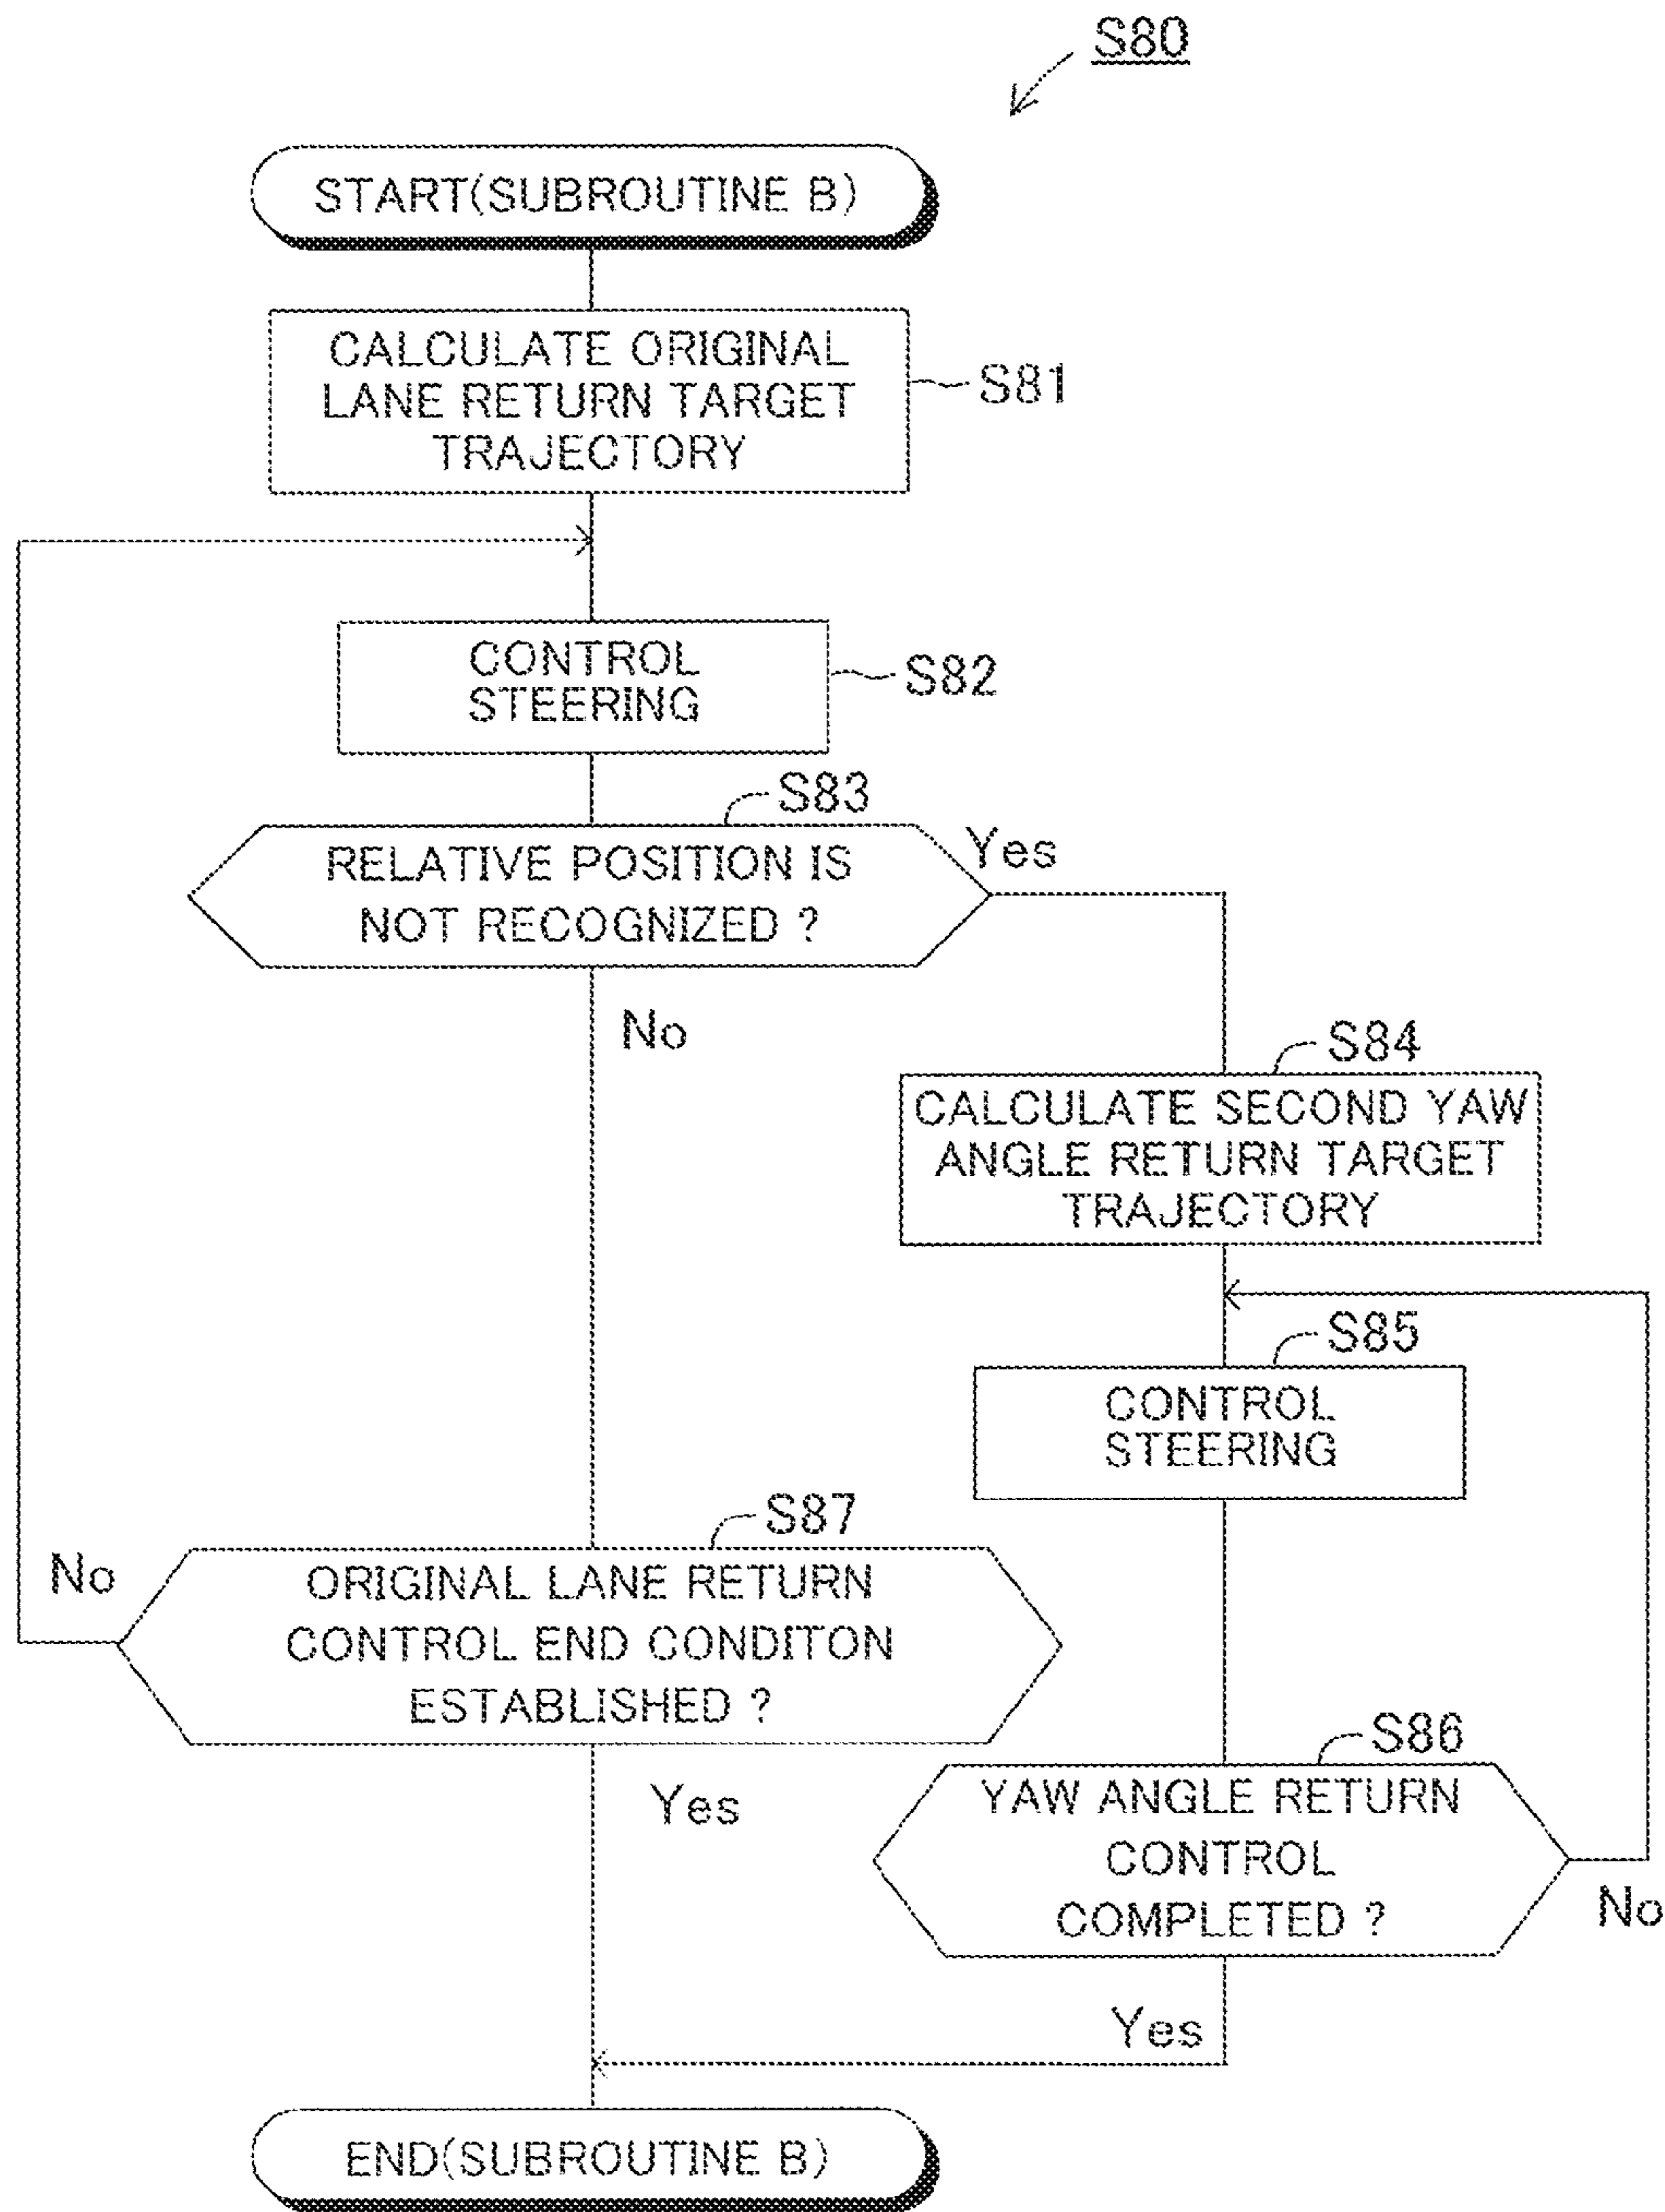 S80
START(SUBROUTINE B)
CALCULATE ORIGINAL
LANE RETURN TARGET
TRAJECTORY
S81
CONTROL
STEERING
S82
S83
RELATIVE POSITION IS
NOT RECOGNIZED ?
Yes
No
S84
CALCULATE SECOND YAW
ANGLE RETURN TARGET
TRAJECTORY
S85
CONTROL
STEERING
S87
No
ORIGINAL LANE RETURN
CONTROL END CONDITON
ESTABLISHED ?
Yes
S86
YAW ANGLE RETURN
CONTROL
COMPLETED ?
No
Yes
END(SUBROUTINE B)